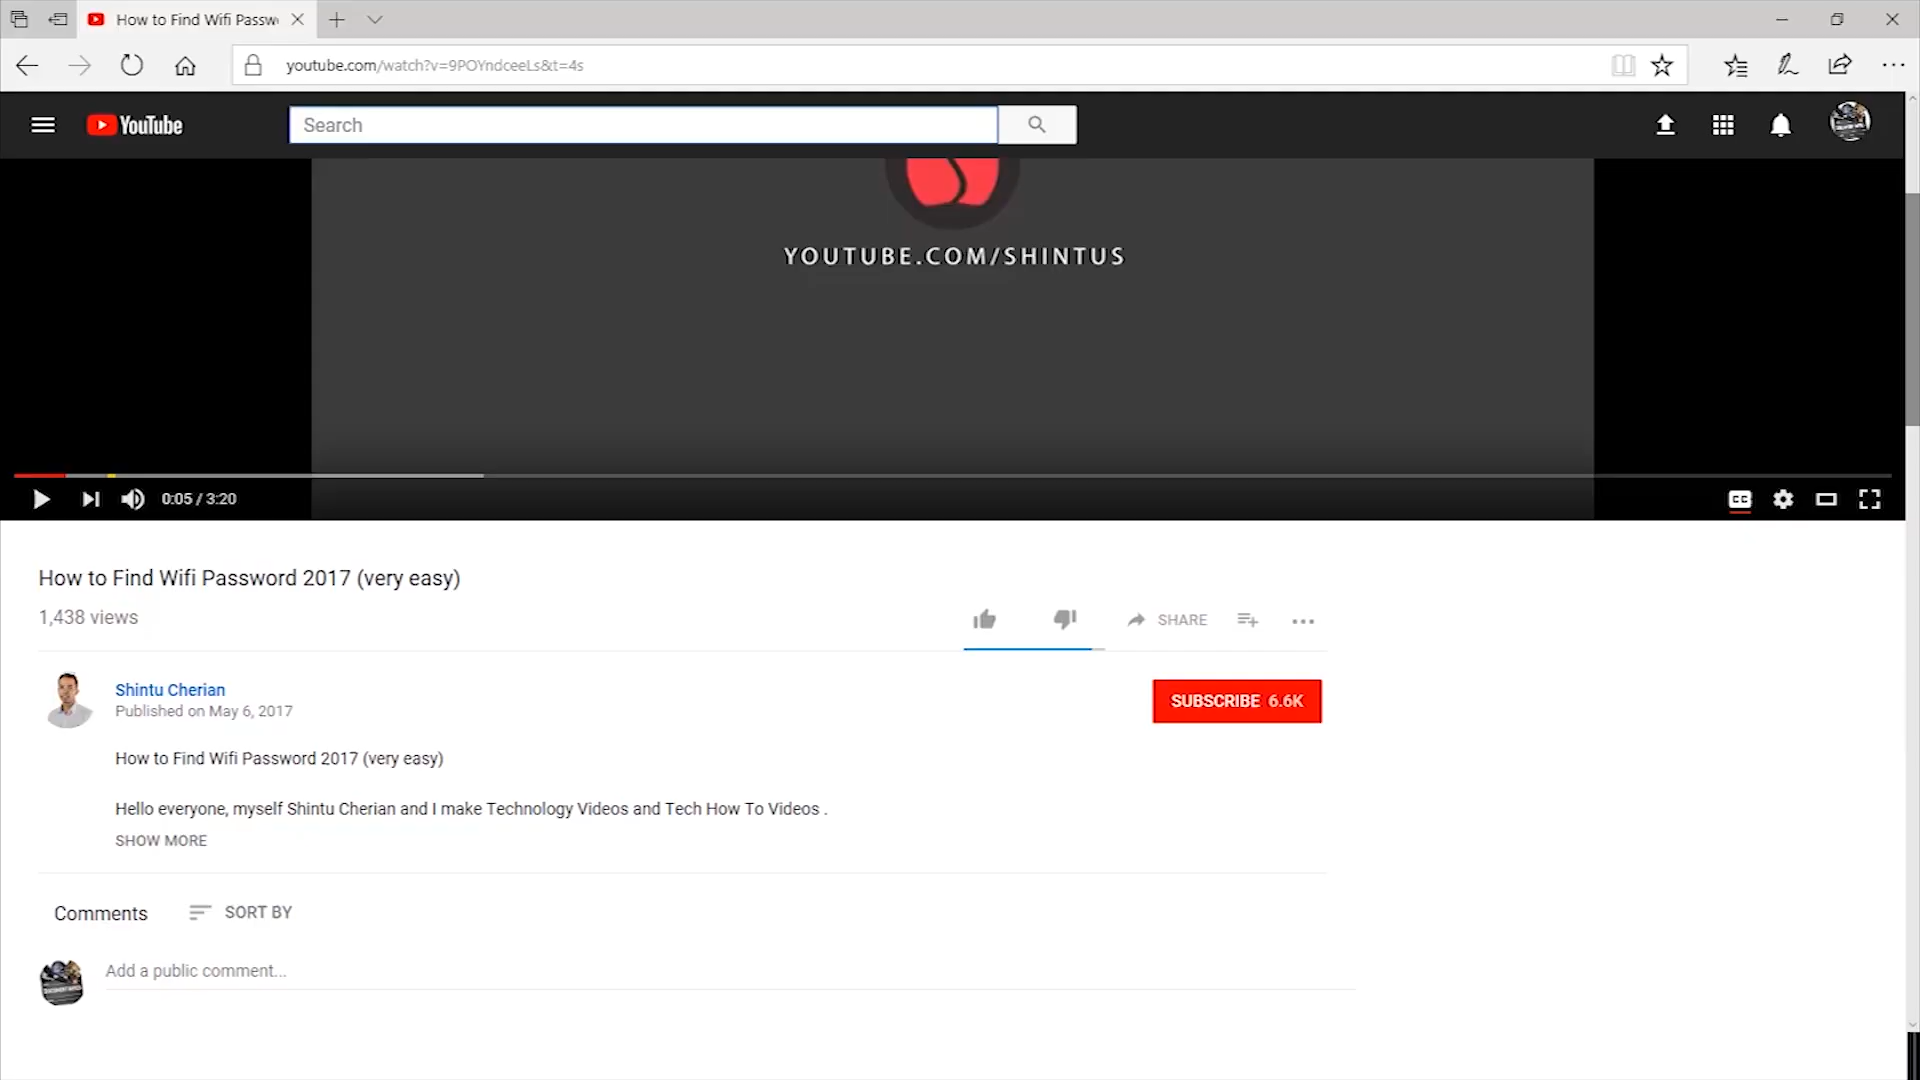 How to Find Wifi Passw
youtube.com/watch?v=9POYndceeLs&t=4s
YouTube
Search
YOUTUBE.COM/SHINTUS
0:05 / 3:20
CC
How to Find Wifi Password 2017 (very easy)
1,438 views
SHARE
Shintu Cherian
Published on May 6, 2017
SUBSCRIBE 6.6K
How to Find Wifi Password 2017 (very easy)
Hello everyone, myself Shintu Cherian and I make Technology Videos and Tech How To Videos .
SHOW MORE
Comments
SORT BY
Add a public comment...